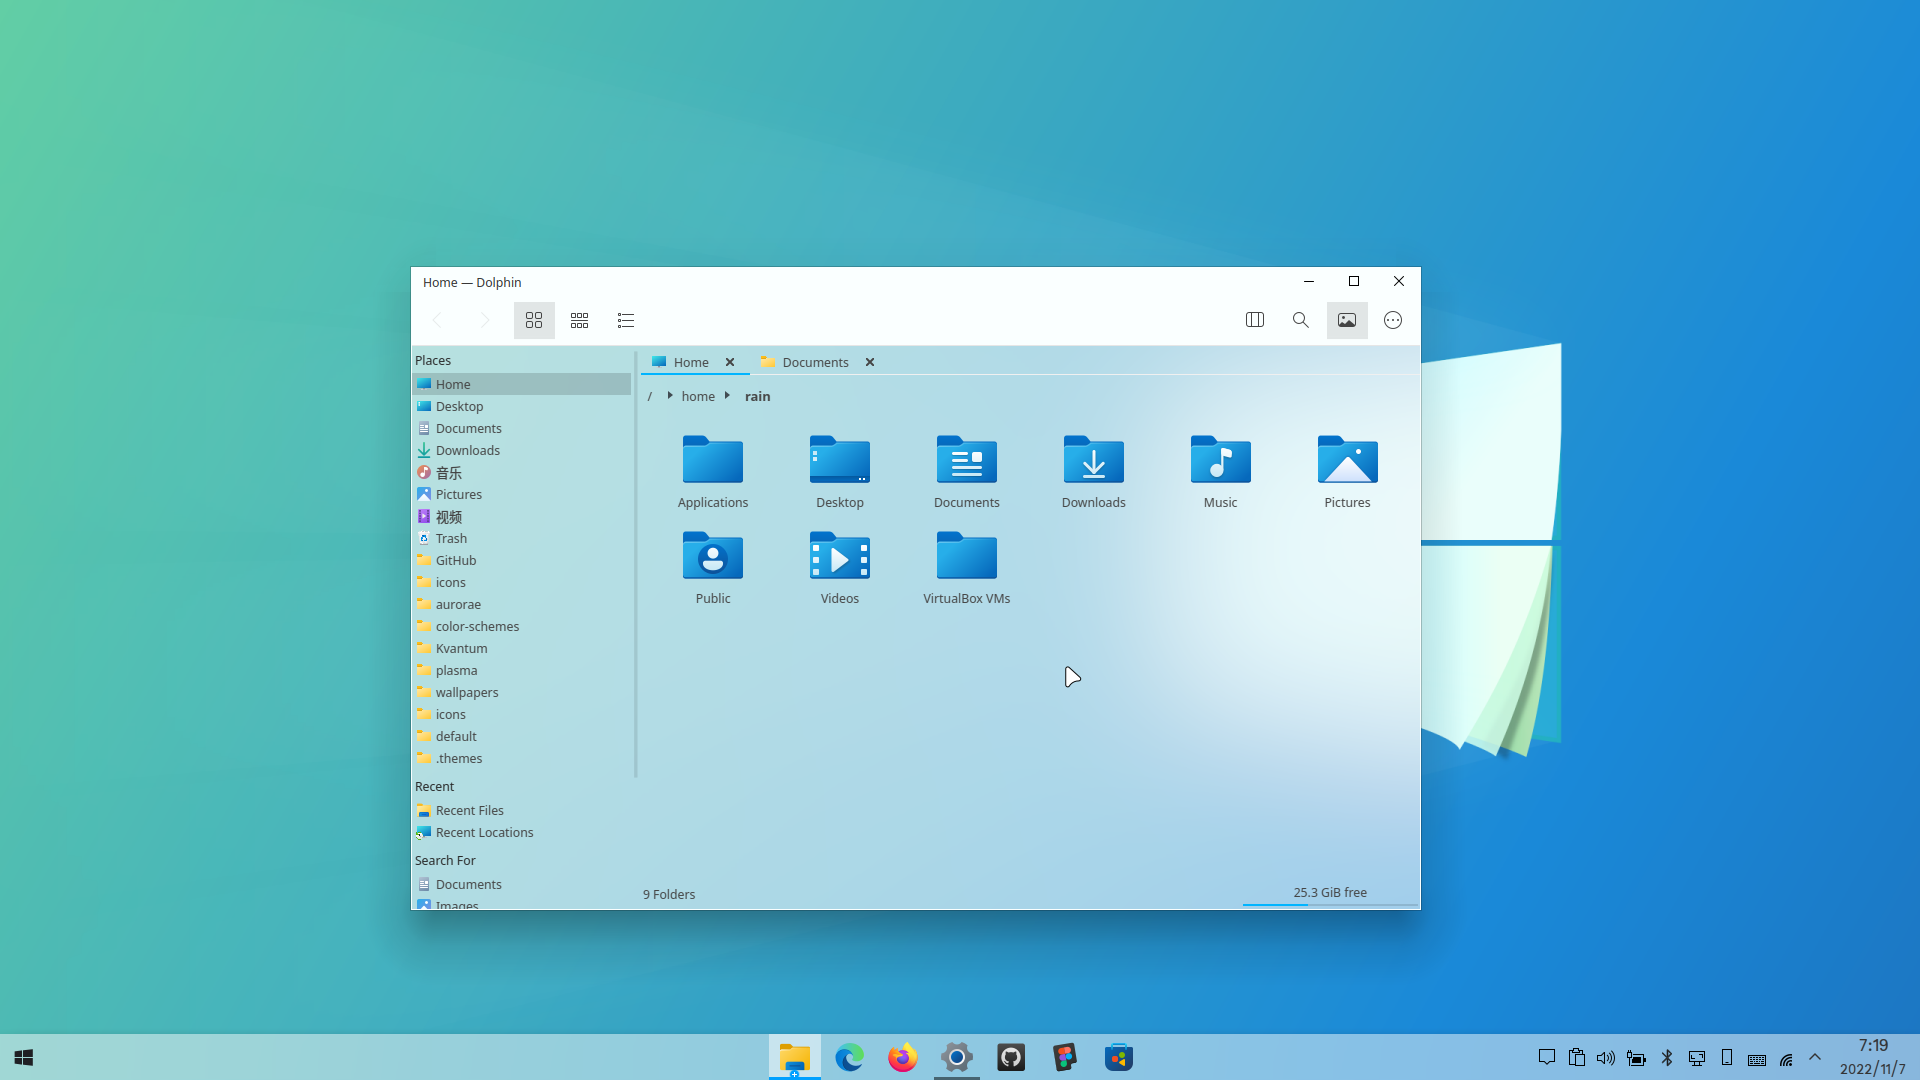 Home — Dolphin
Places
Home
Desktop
Documents
Downloads
音乐
Pictures
视频
Trash
GitHub
icons
aurorae
color-schemes
Kvantum
plasma
wallpapers
icons
default
.themes
Recent
Recent Files
Recent Locations
Search For
Documents
Images
Home Documents
/ home rain
Applications Desktop Documents Downloads Music Pictures
Public Videos VirtualBox VMs
9 Folders
25.3 GiB free
7:19
2022/11/7